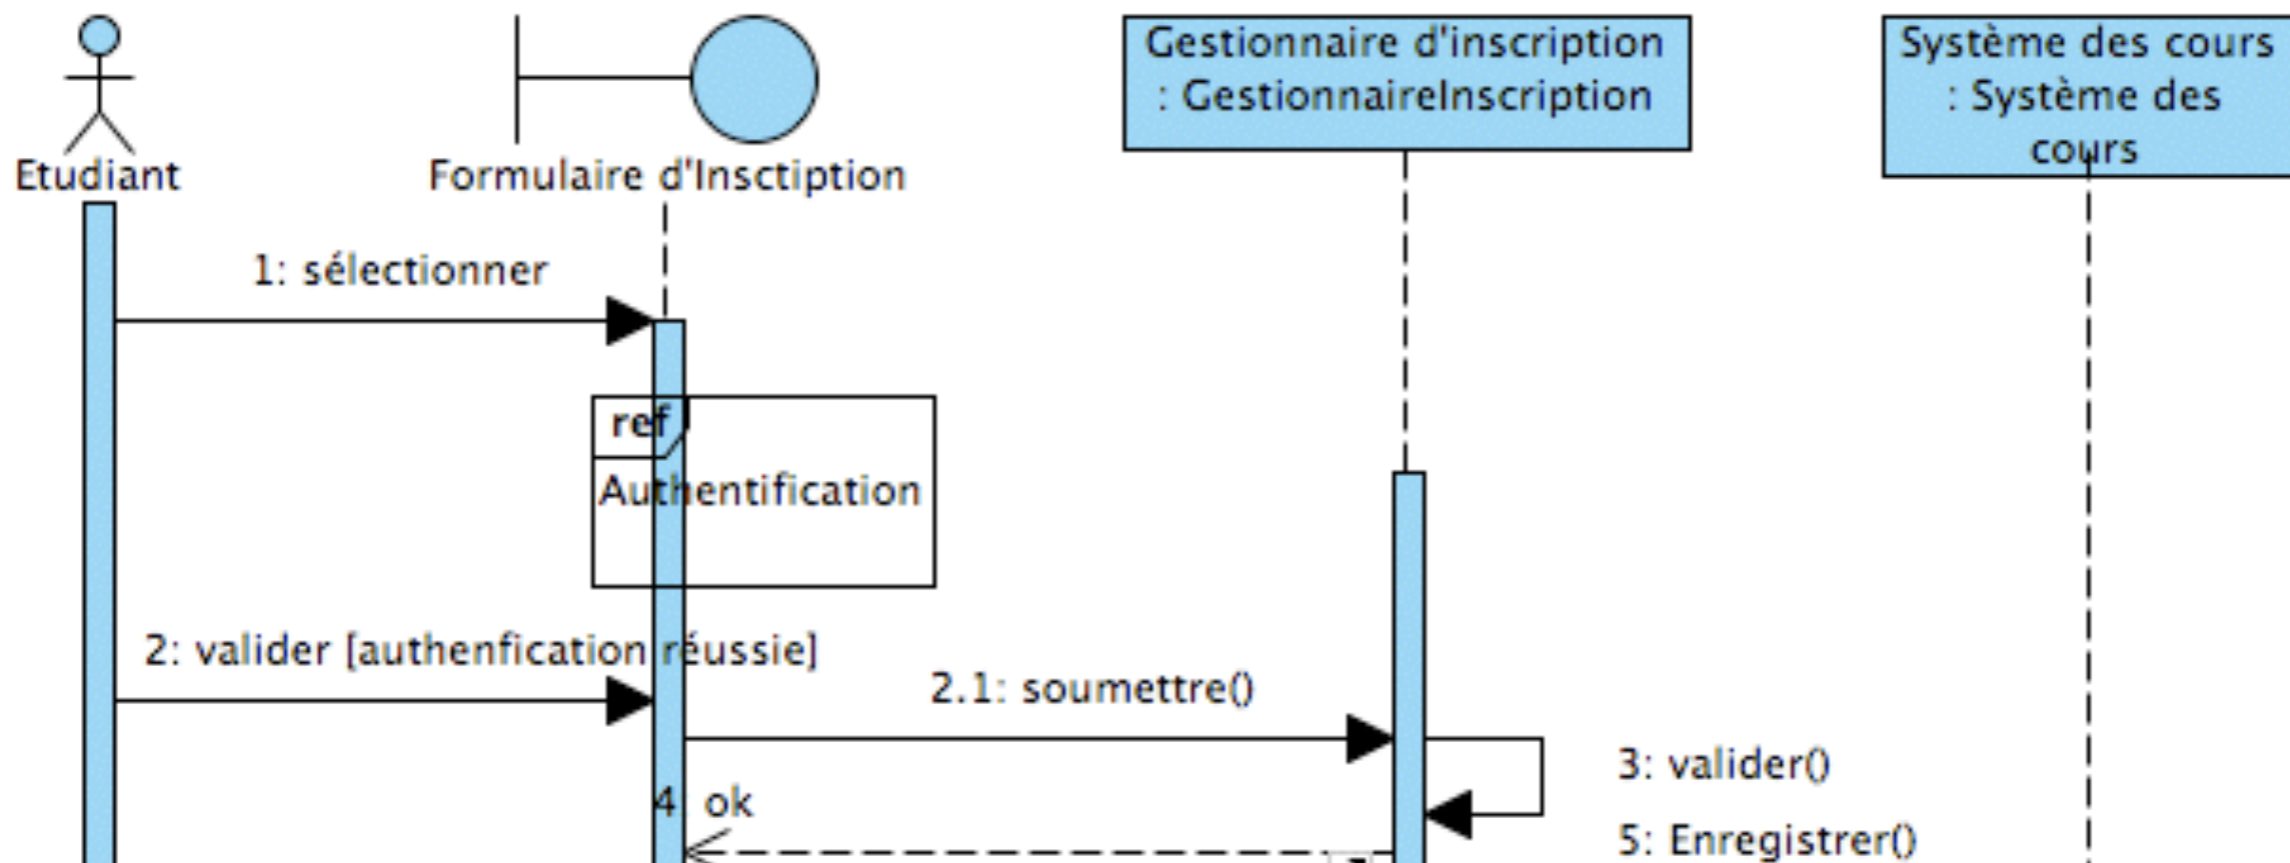 Etudiant
Formulaire d'Insctiption
Gestionnaire d'inscription
: GestionnaireInscription
Système des cours
: Système des
cours
1: sélectionner
ref
Authentification
2: valider [authenfication réussie]
2.1: soumettre()
3: valider()
4: ok
5: Enregistrer()